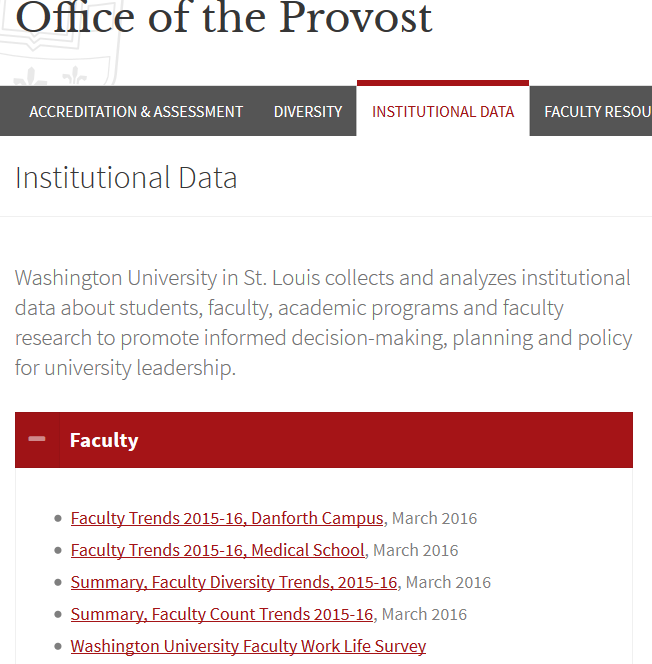 Office of the Provost
ACCREDITATION & ASSESSMENT DIVERSITY INSTITUTIONAL DATA FACULTY RESOU
Institutional Data
Washington University in St. Louis collects and analyzes institutional
data about students, faculty, academic programs and faculty
research to promote informed decision-making, planning and policy
for university leadership.
Faculty
Faculty Trends 2015-16, Danforth Campus, March 2016
Faculty Trends 2015-16, Medical School, March 2016
Summary, Faculty Diversity Trends, 2015-16, March 2016
Summary, Faculty Count Trends 2015-16, March 2016
Washington University Faculty Work Life Survey